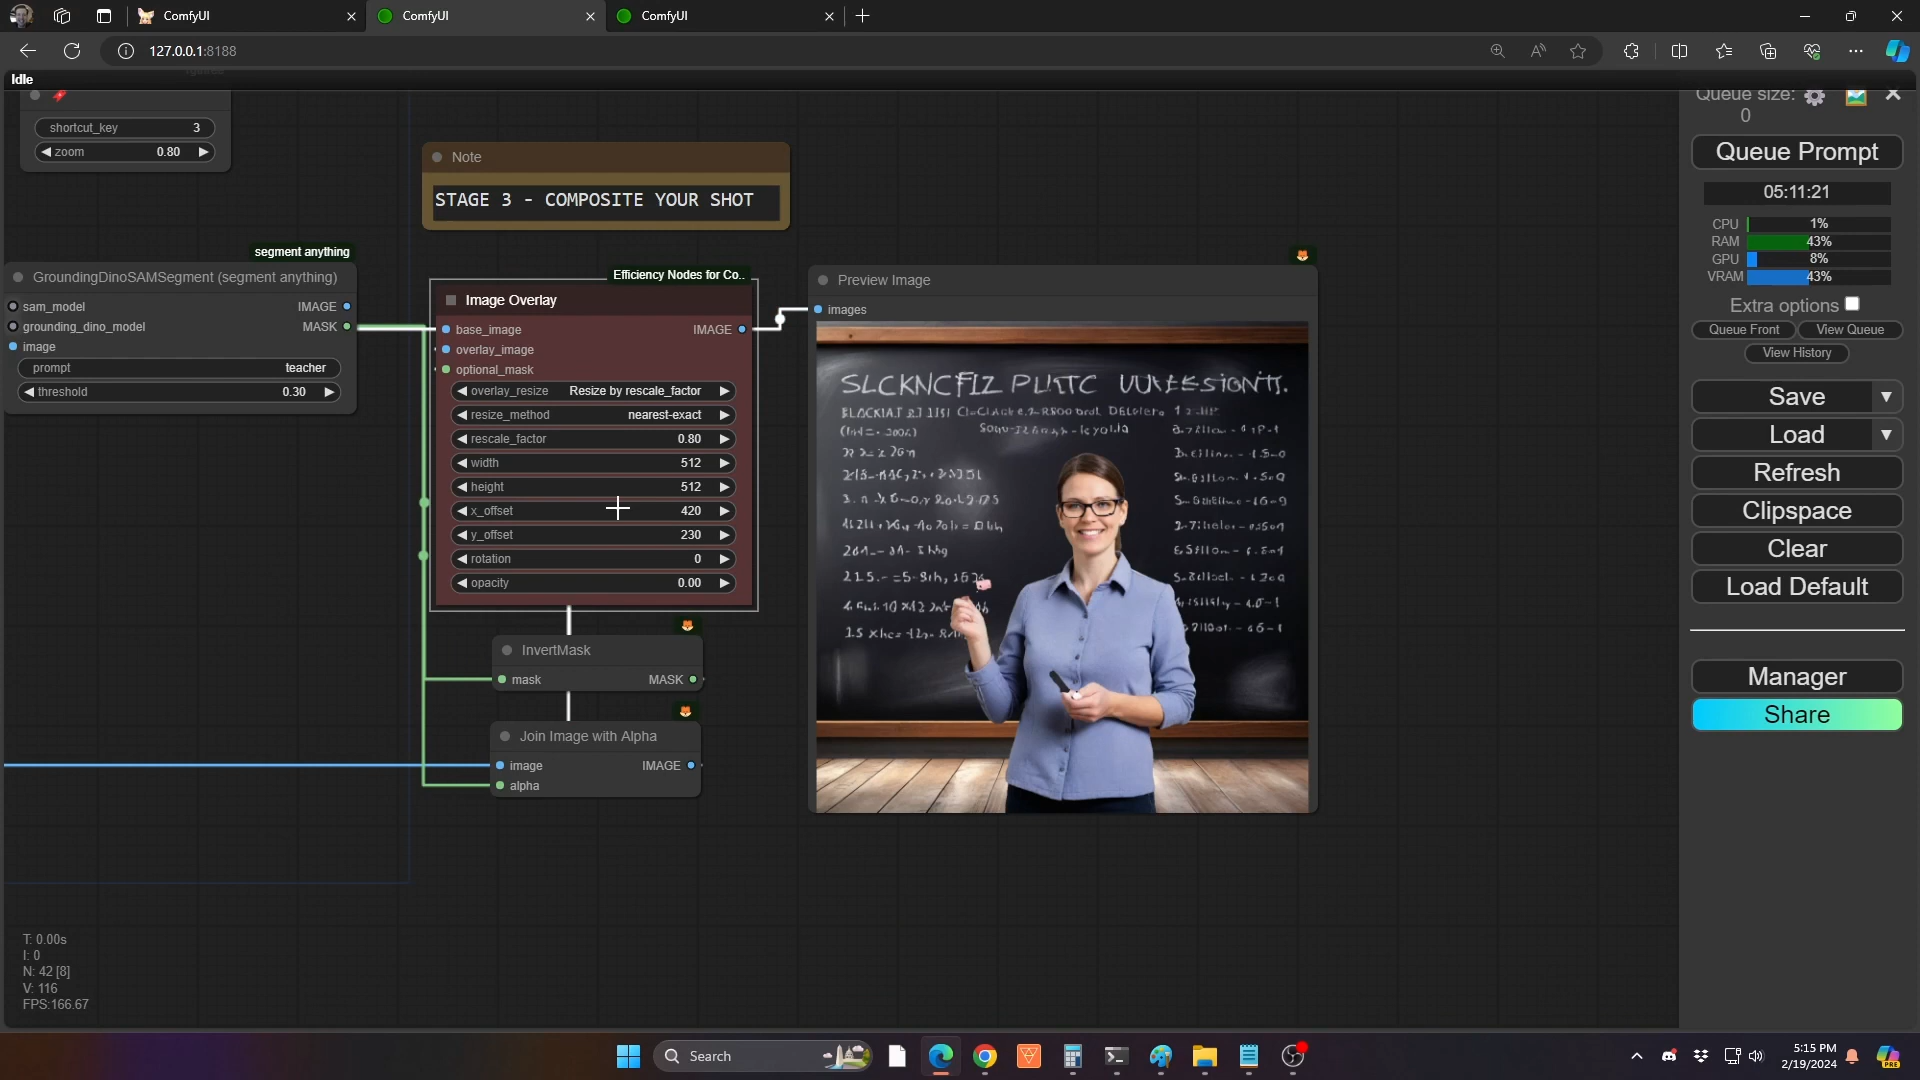 ComfyUI
ComfyUI
ComfyUI
127.0.0.1:8188
Idle
shortcut_key 3
zoom 0.80
Note
STAGE 3 - COMPOSITE YOUR SHOT
segment anything
GroundingDinoSAMSegment (segment anything)
sam_model IMAGE
grounding_dino_model MASK
image
prompt teacher
threshold 0.30
Efficiency Nodes for Co..
Image Overlay
base_image IMAGE
overlay_image
optional_mask
overlay_resize Resize by rescale_factor
resize_method nearest-exact
rescale_factor 0.80
width 512
height 512
x_offset 420
y_offset 230
rotation 0
opacity 0.00
InvertMask
mask MASK
Join Image with Alpha
image IMAGE
alpha
Preview Image
images
Queue size:
0
Queue Prompt
05:11:21
CPU 1%
RAM 43%
GPU 8%
VRAM 43%
Extra options
Queue Front View Queue
View History
Save
Load
Refresh
Clipspace
Clear
Load Default
Manager
Share
T: 0.00s
I: 0
N: 42 [8]
V: 116
FPS:166.67
Search
5:15 PM
2/19/2024
PRE